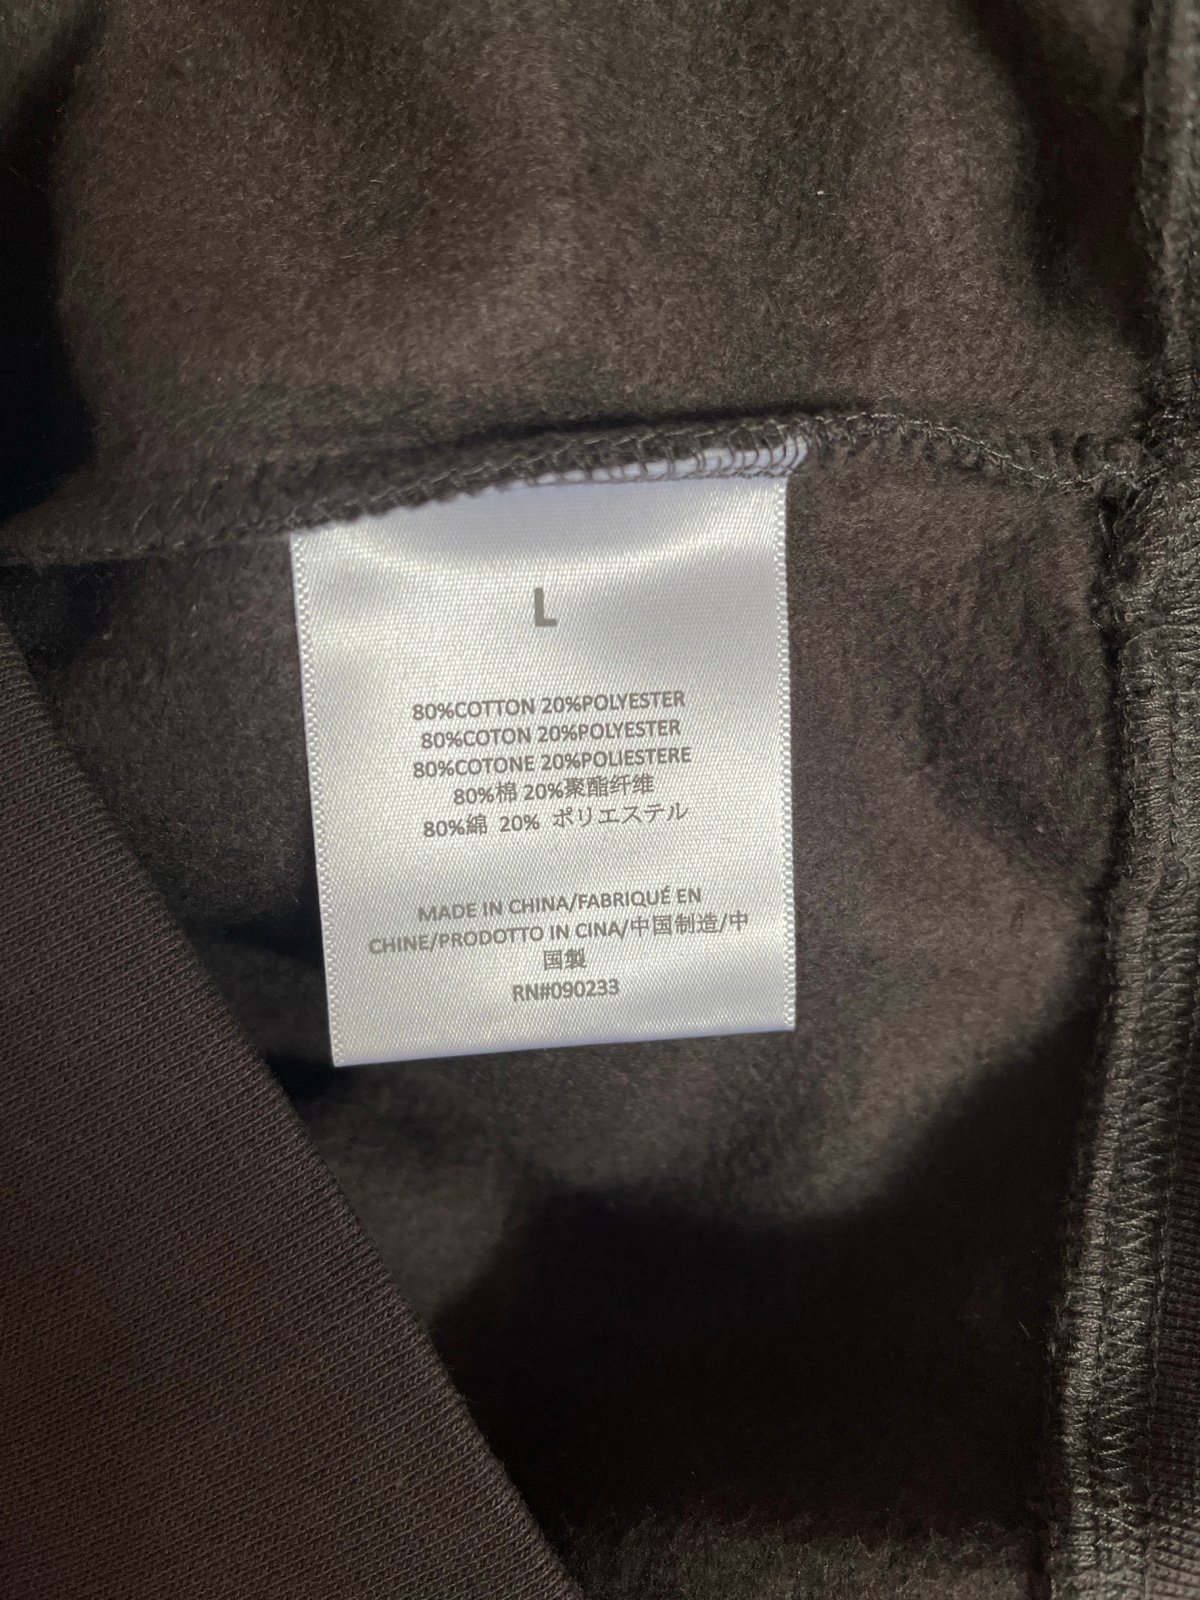 L
80%COTTON 20%POLYESTER
80%COTON 20%POLYESTER
80%COTONE 20%POLIESTERE
80%棉 20%聚酯纤维
80%綿 20% ポリエステル
MADE IN CHINA/FABRIQUÉ EN
CHINE/PRODOTTO IN CINA/中国制造/中
国製
RN#090233